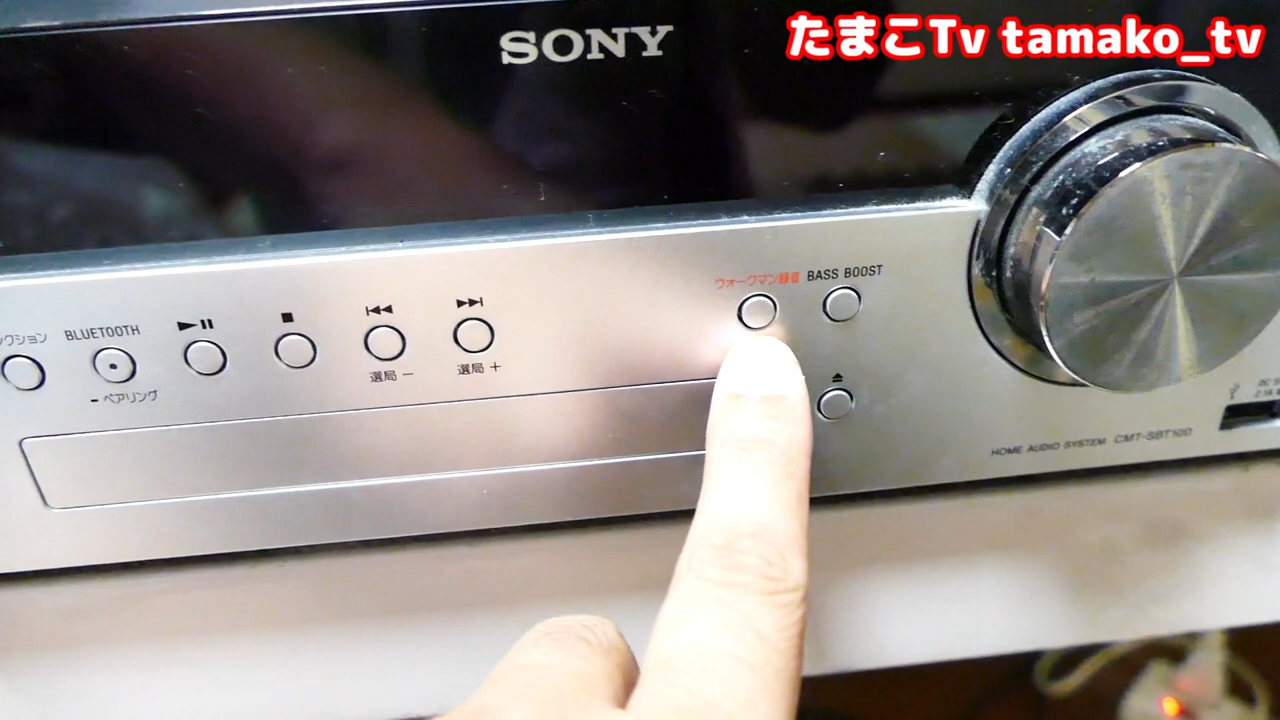 たまこTv tamako_tv
SONY
ウォークマン録音
BASS BOOST
クション
BLUETOOTH
►II
■
I◄◄
►►I
選局 −
選局 +
− ペアリング
⏏
HOME AUDIO SYSTEM CMT-SBT100